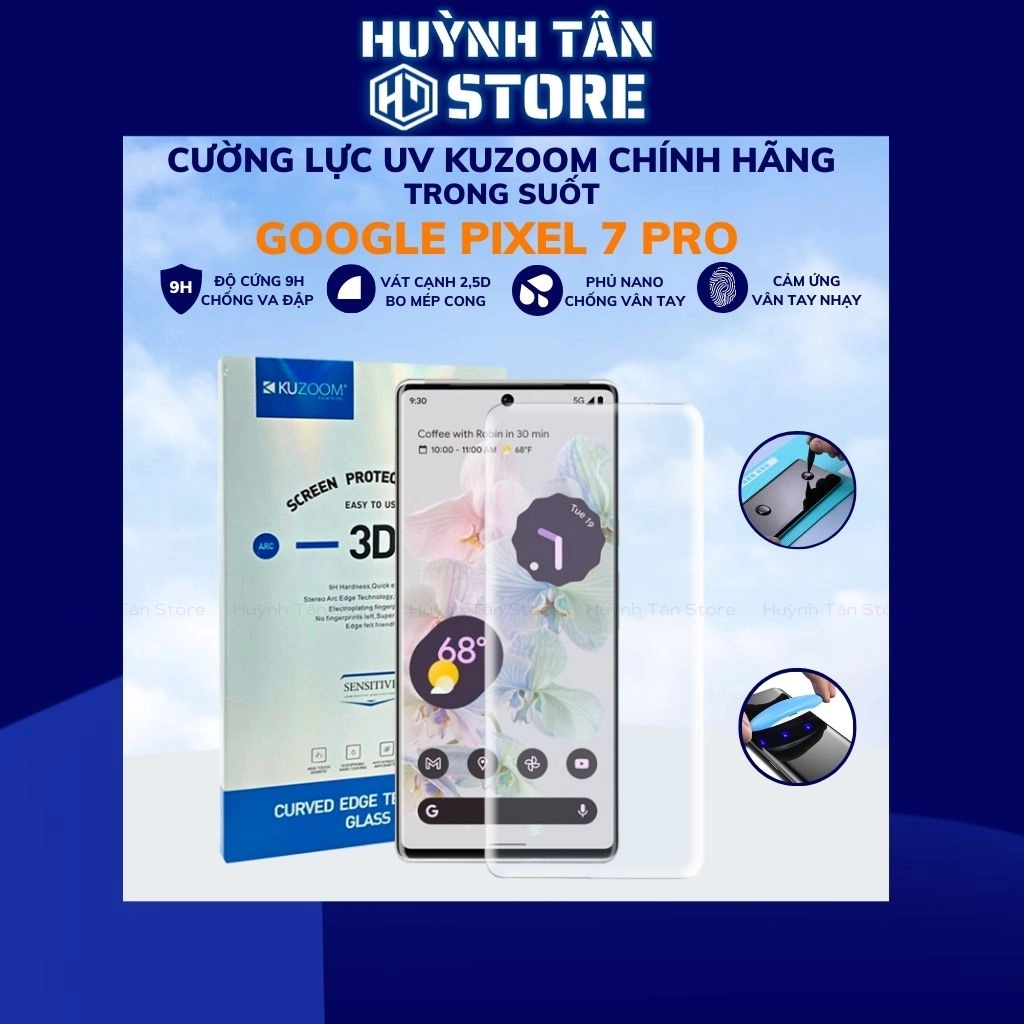 HUỲNH TÂN
STORE
CƯỜNG LỰC UV KUZOOM CHÍNH HÃNG
TRONG SUỐT
GOOGLE PIXEL 7 PRO
9H
ĐỘ CỨNG 9H
CHỐNG VA ĐẬP
VÁT CẠNH 2,5D
BO MÉP CONG
PHỦ NANO
CHỐNG VÂN TAY
CẢM ỨNG
VÂN TAY NHẠY
KUZOOM
SCREEN PROTEC
EASY TO US
ARC
3D
9H Hardness,Quick e
Stereo Arc Edge Technology,
Electroplating fingerp
No fingerprints left,Super
Edge felt friendl
SENSITIVE
CURVED EDGE TE
GLASS
9:30
5G
Coffee with Robin in 30 min
10:00 - 11:00 AM 68°F
Tue 19
68°
G
Tân Store Huỳnh Tân Store Huỳnh Tân Store Huỳnh Tân Store